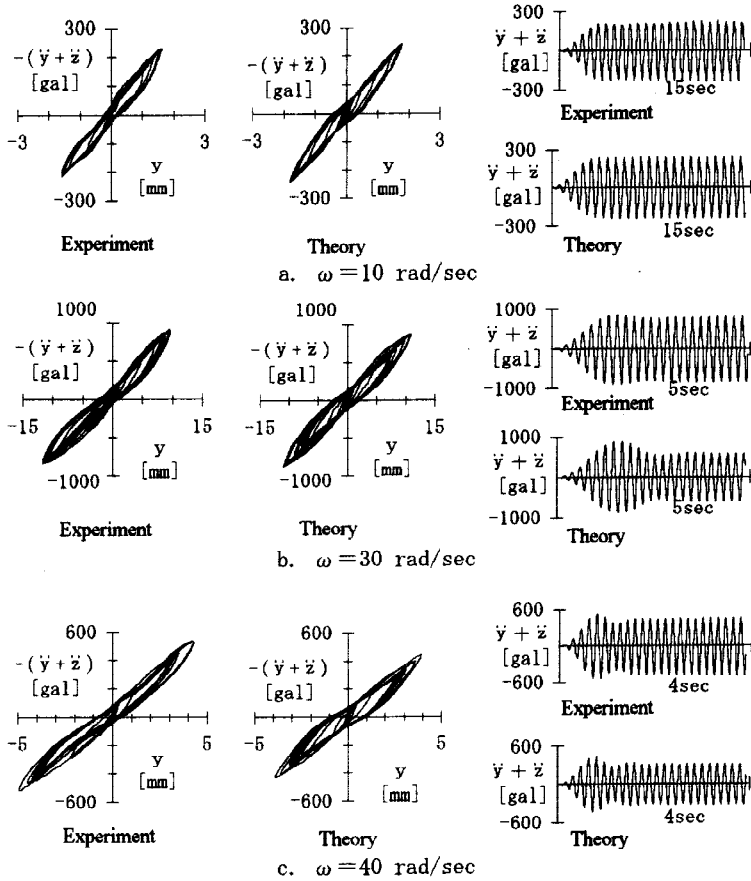 300
-(ÿ + z̈)
[gal]
-3
3
y
[mm]
-300
Experiment
300
-(ÿ + z̈)
[gal]
-3
3
y
[mm]
-300
Theory
300
ÿ + z̈
[gal]
-300
15sec
Experiment
300
ÿ + z̈
[gal]
-300
15sec
Theory
a. ω=10 rad/sec
1000
-(ÿ + z̈)
[gal]
-15
15
y
[mm]
-1000
Experiment
1000
-(ÿ + z̈)
[gal]
-15
15
y
[mm]
-1000
Theory
1000
ÿ + z̈
[gal]
-1000
5sec
Experiment
1000
ÿ + z̈
[gal]
-1000
5sec
Theory
b. ω=30 rad/sec
600
-(ÿ + z̈)
[gal]
-5
5
y
[mm]
-600
Experiment
600
-(ÿ + z̈)
[gal]
-5
5
y
[mm]
-600
Theory
600
ÿ + z̈
[gal]
-600
4sec
Experiment
600
ÿ + z̈
[gal]
-600
4sec
Theory
c. ω=40 rad/sec